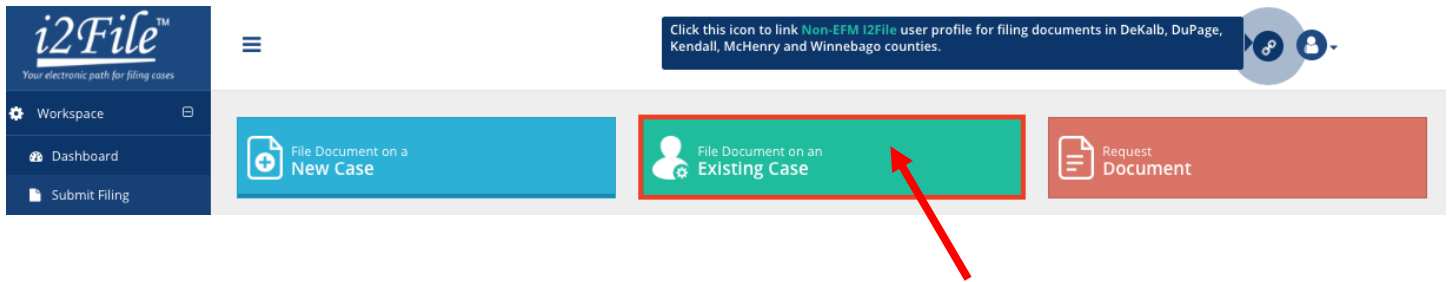 i2File™
Your electronic path for filing cases
Click this icon to link Non-EFM I2File user profile for filing documents in DeKalb, DuPage,
Kendall, McHenry and Winnebago counties.
Workspace
Dashboard
Submit Filing
File Document on a
New Case
File Document on an
Existing Case
Request
Document